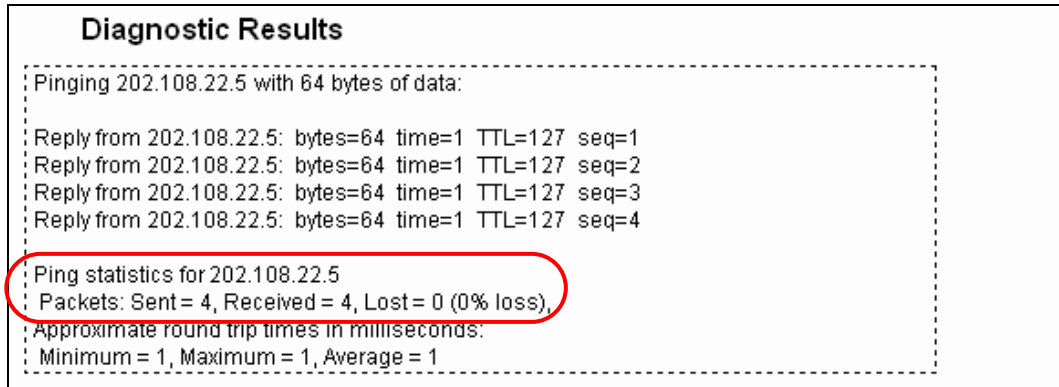 Diagnostic Results
Pinging 202.108.22.5 with 64 bytes of data:
Reply from 202.108.22.5: bytes=64 time=1 TTL=127 seq=1
Reply from 202.108.22.5: bytes=64 time=1 TTL=127 seq=2
Reply from 202.108.22.5: bytes=64 time=1 TTL=127 seq=3
Reply from 202.108.22.5: bytes=64 time=1 TTL=127 seq=4
Ping statistics for 202.108.22.5
Packets: Sent = 4, Received = 4, Lost = 0 (0% loss),
Approximate round trip times in milliseconds:
Minimum = 1, Maximum = 1, Average = 1